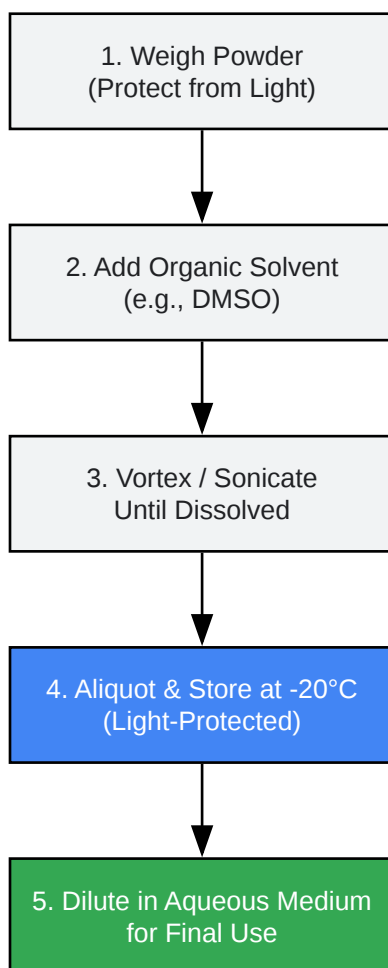 1. Weigh Powder
(Protect from Light)
2. Add Organic Solvent
(e.g., DMSO)
3. Vortex / Sonicate
Until Dissolved
4. Aliquot & Store at -20°C
(Light-Protected)
5. Dilute in Aqueous Medium
for Final Use